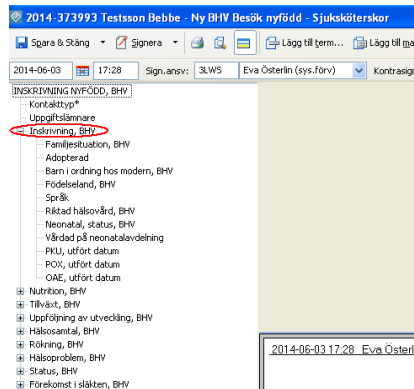 2014-373993 Testsson Bebbe - Ny BHV Besök nyfödd - Sjuksköterskor
Spara & Stäng Signera Lägg till term... Lägg till ma
2014-06-03 17:28 Sign.ansv: 3LWS Eva Österlin (sys.förv) Kontrasign
INSKRIVNING NYFÖDD, BHV
Kontakttyp*
Uppgiftslämnare
Inskrivning, BHV
Familjesituation, BHV
Adopterad
Barn i ordning hos modern, BHV
Födelseland, BHV
Språk
Riktad hälsovård, BHV
Neonatal, status, BHV
Vårdad på neonatalavdelning
PKU, utfört datum
POX, utfört datum
OAE, utfört datum
Nutrition, BHV
Tillväxt, BHV
Uppföljning av utveckling, BHV
Hälsosamtal, BHV
Rökning, BHV
Hälsoproblem, BHV
Status, BHV
Förekomst i släkten, BHV
2014-06-03 17:28 Eva Österl